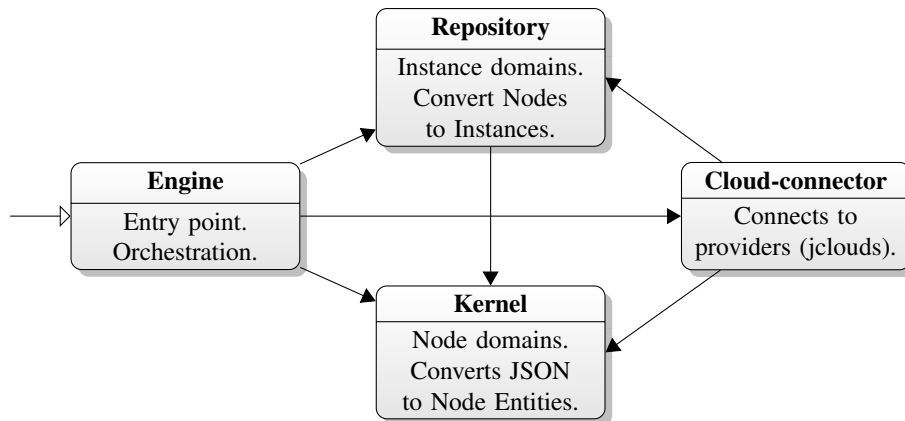 Repository
Instance domains.
Convert Nodes
to Instances.
Engine
Entry point.
Orchestration.
Cloud-connector
Connects to
providers (jclouds).
Kernel
Node domains.
Converts JSON
to Node Entities.